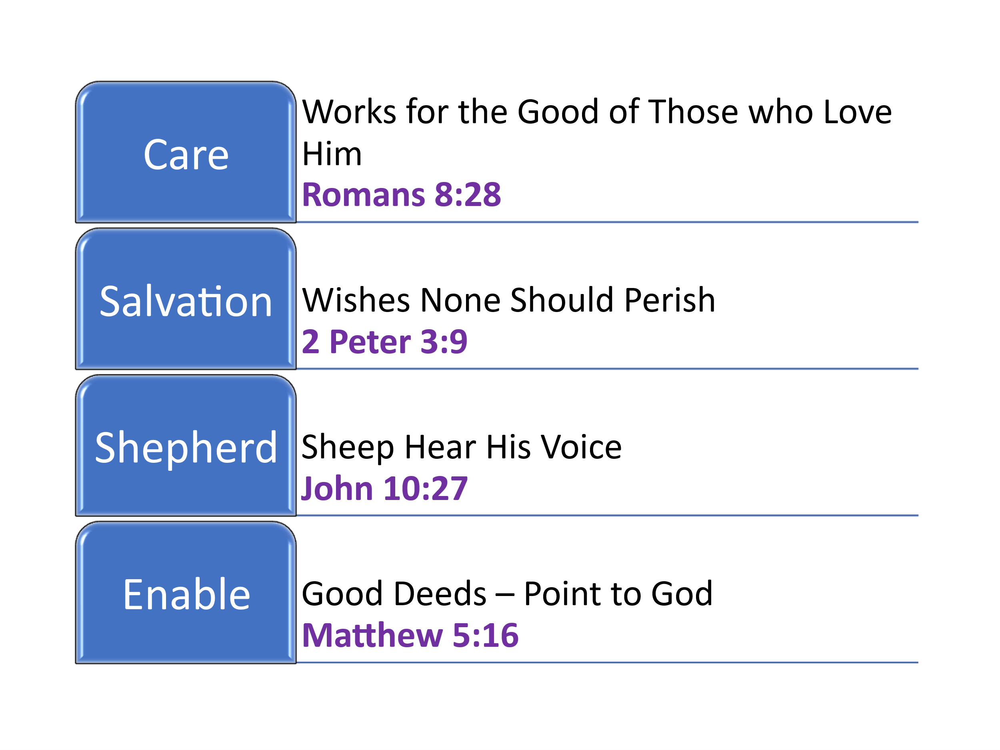 Care
Works for the Good of Those who Love
Him
Romans 8:28
Salvation
Wishes None Should Perish
2 Peter 3:9
Shepherd
Sheep Hear His Voice
John 10:27
Enable
Good Deeds – Point to God
Matthew 5:16